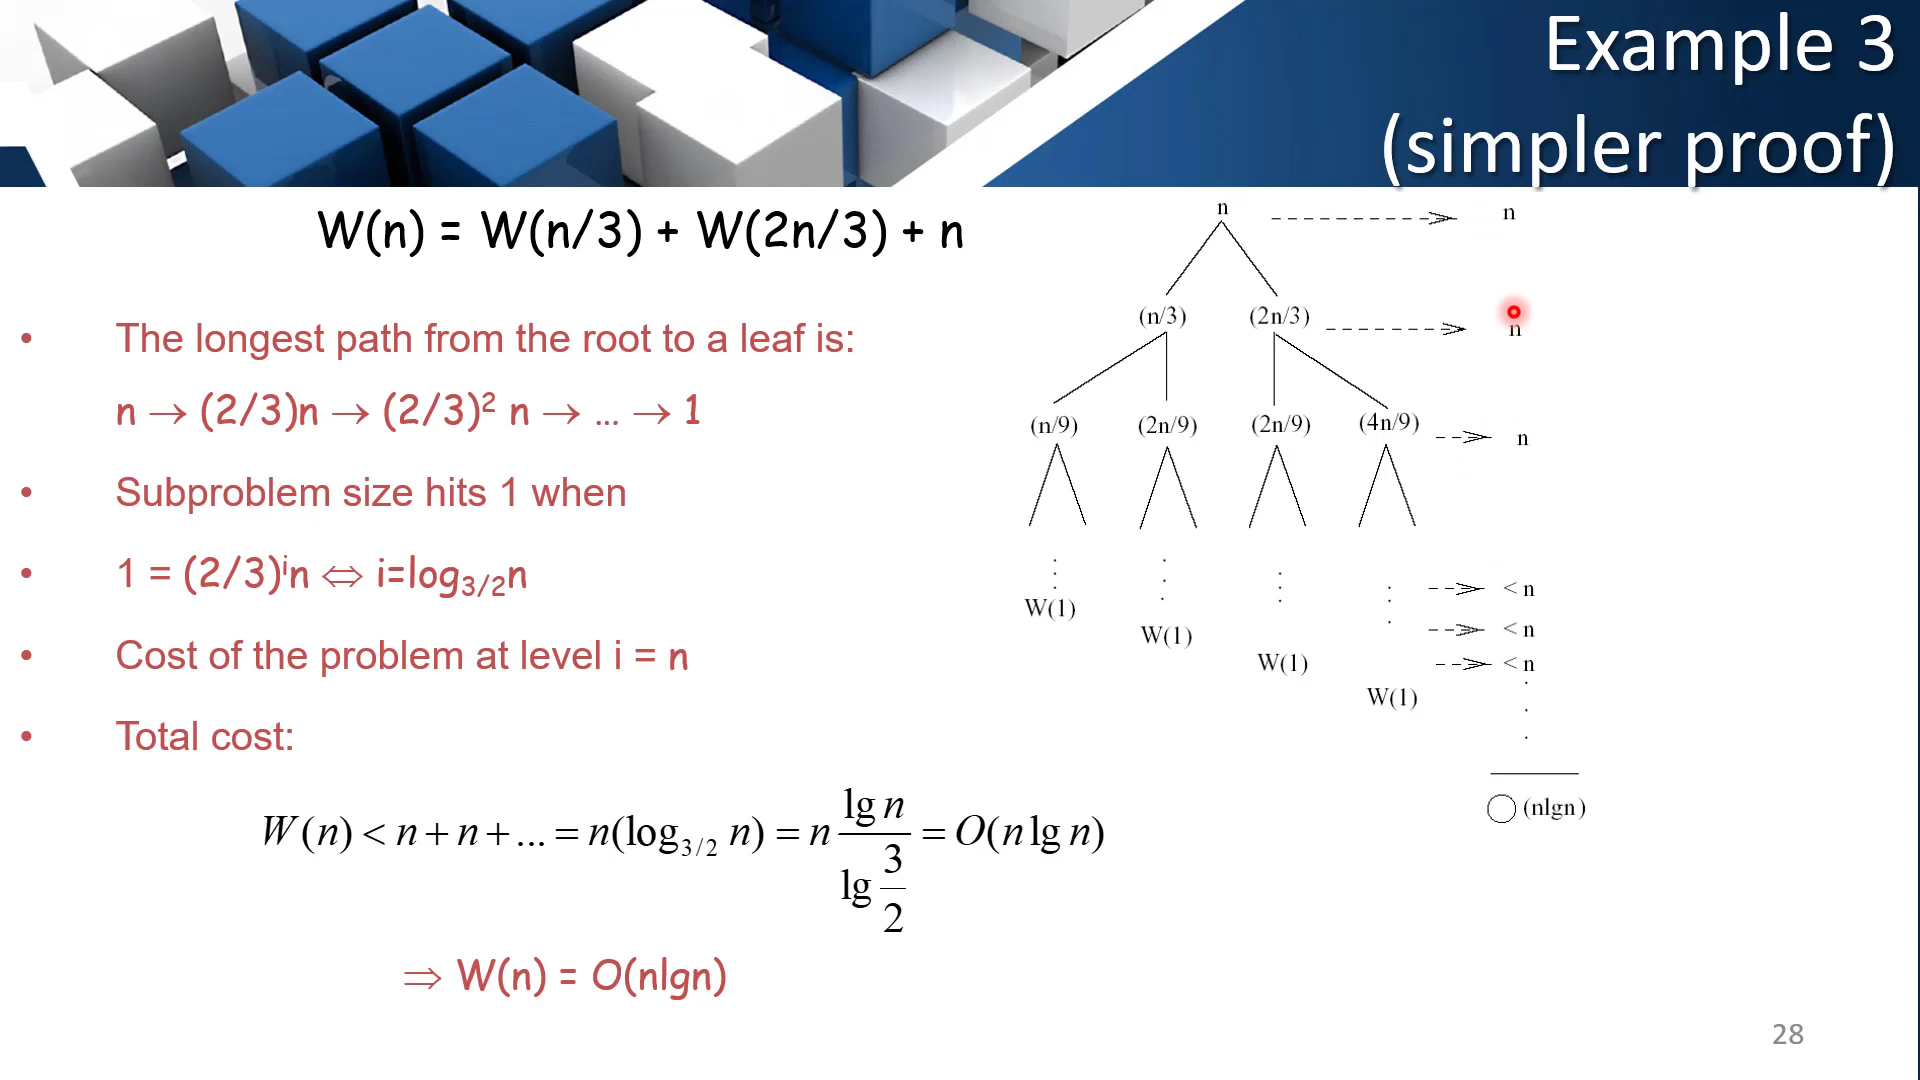 Example 3
(simpler proof)
W(n) = W(n/3) + W(2n/3) + n
• The longest path from the root to a leaf is:
n → (2/3)n → (2/3)² n → … → 1
• Subproblem size hits 1 when
• 1 = (2/3)ⁱn ⇔ i=log₃/₂n
• Cost of the problem at level i = n
• Total cost:
W(n) < n + n + ... = n(log₃/₂ n) = n lg n / lg 3/2 = O(n lg n)
⇒ W(n) = O(nlgn)
n n
(n/3) (2n/3) n
(n/9) (2n/9) (2n/9) (4n/9) n
< n
W(1)
< n
W(1)
W(1) < n
W(1)
◯ (nlgn)
28